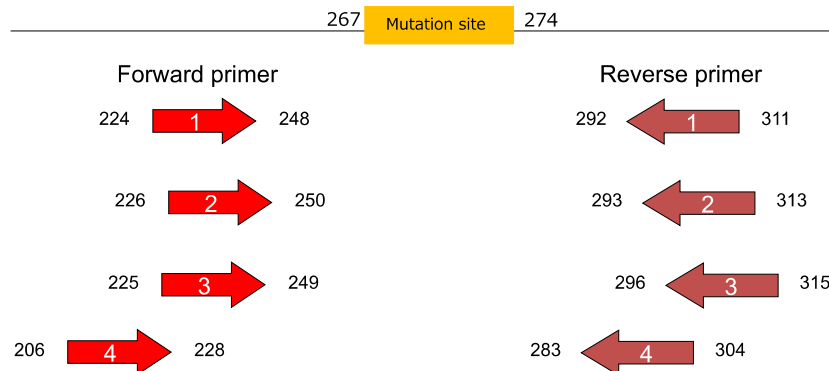 267 Mutation site 274
Forward primer Reverse primer
224 1 248 292 1 311
226 2 250 293 2 313
225 3 249 296 3 315
206 4 228 283 4 304